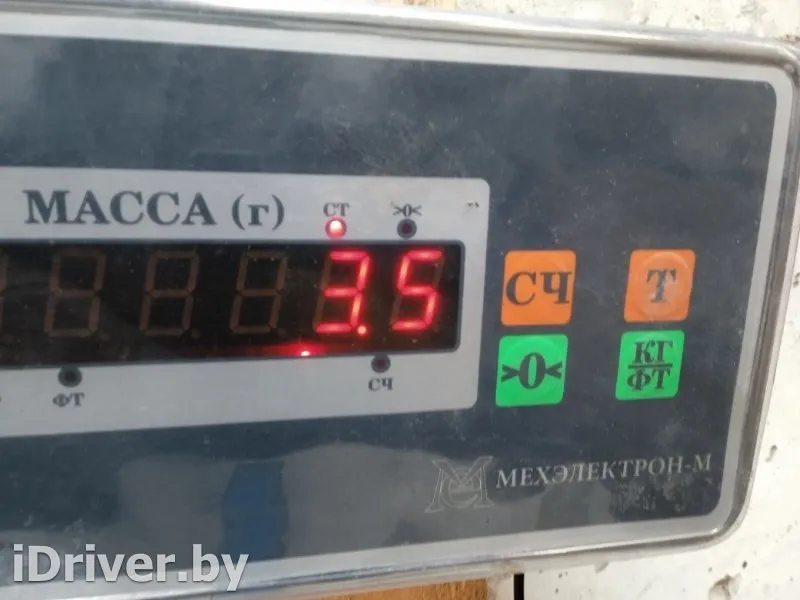 МАССА (г) СТ >0<
3.5
СЧ Т
>0< КГ
ФТ
ФТ СЧ
МЕХЭЛЕКТРОН-М
iDriver.by